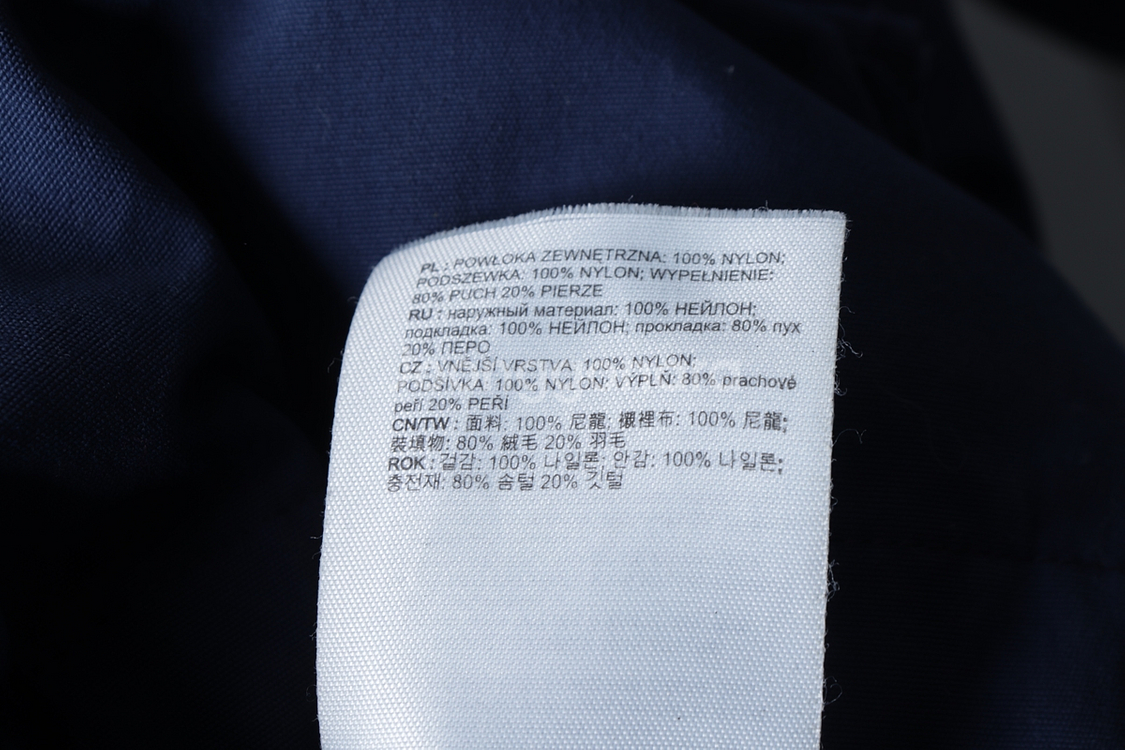 PL : POWŁOKA ZEWNĘTRZNA: 100% NYLON;
PODSZEWKA: 100% NYLON; WYPEŁNIENIE:
80% PUCH 20% PIERZE
RU : наружный материал: 100% НЕЙЛОН;
подкладка: 100% НЕЙЛОН; прокладка: 80% пух
20% ПЕРО
CZ : VNĚJŠÍ VRSTVA: 100% NYLON;
PODŠÍVKA: 100% NYLON; VÝPLŇ: 80% prachové
peří 20% PEŘÍ
CN/TW : 面料: 100% 尼龍; 襯裡布: 100% 尼龍;
裝填物: 80% 絨毛 20% 羽毛
ROK : 겉감: 100% 나일론; 안감: 100% 나일론;
충전재: 80% 솜털 20% 깃털